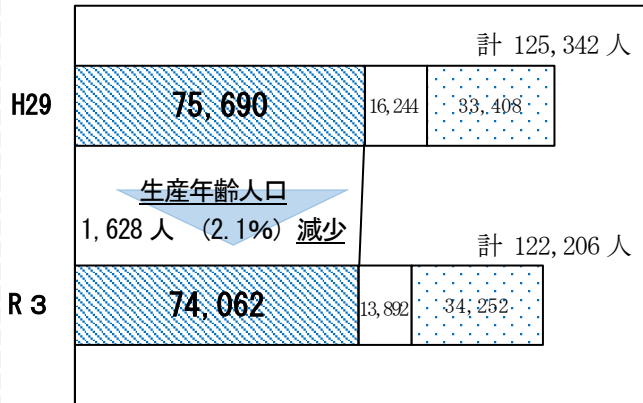 計 125,342 人
H29 75,690 16,244 33,408
生産年齢人口
1,628 人 (2.1%) 減少
計 122,206 人
R 3 74,062 13,892 34,252